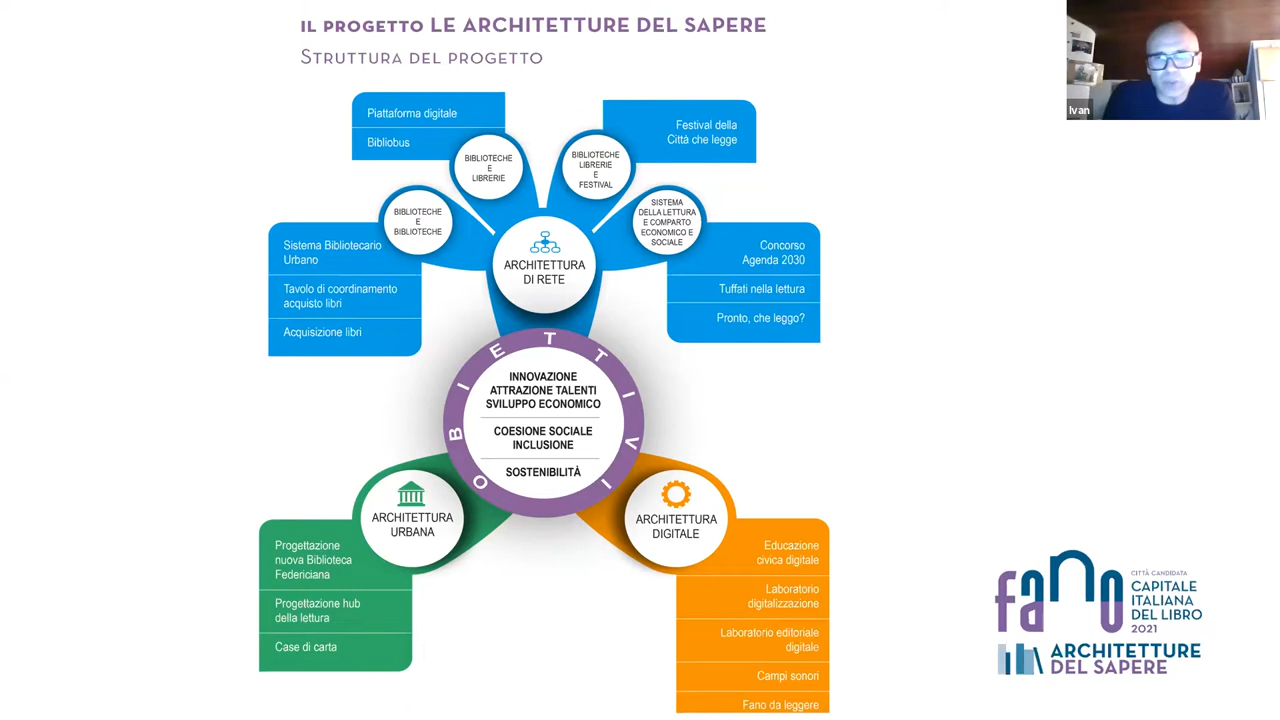 IL PROGETTO LE ARCHITETTURE DEL SAPERE
STRUTTURA DEL PROGETTO
Piattaforma digitale
Bibliobus
BIBLIOTECHE
E
LIBRERIE
BIBLIOTECHE
LIBRERIE
E
FESTIVAL
Festival della
Città che legge
BIBLIOTECHE
E
BIBLIOTECHE
SISTEMA
DELLA LETTURA
E COMPARTO
ECONOMICO E
SOCIALE
Sistema Bibliotecario
Urbano
Tavolo di coordinamento
acquisto libri
Acquisizione libri
ARCHITETTURA
DI RETE
Concorso
Agenda 2030
Tuffati nella lettura
Pronto, che leggo?
OBIETTIVI
INNOVAZIONE
ATTRAZIONE TALENTI
SVILUPPO ECONOMICO
COESIONE SOCIALE
INCLUSIONE
SOSTENIBILITÀ
ARCHITETTURA
URBANA
Progettazione
nuova Biblioteca
Federiciana
Progettazione hub
della lettura
Case di carta
ARCHITETTURA
DIGITALE
Educazione
civica digitale
Laboratorio
digitalizzazione
Laboratorio editoriale
digitale
Campi sonori
Fano da leggere
Ivan
fano
CITTÀ CANDIDATA
CAPITALE
ITALIANA
DEL LIBRO
2021
ARCHITETTURE
DEL SAPERE